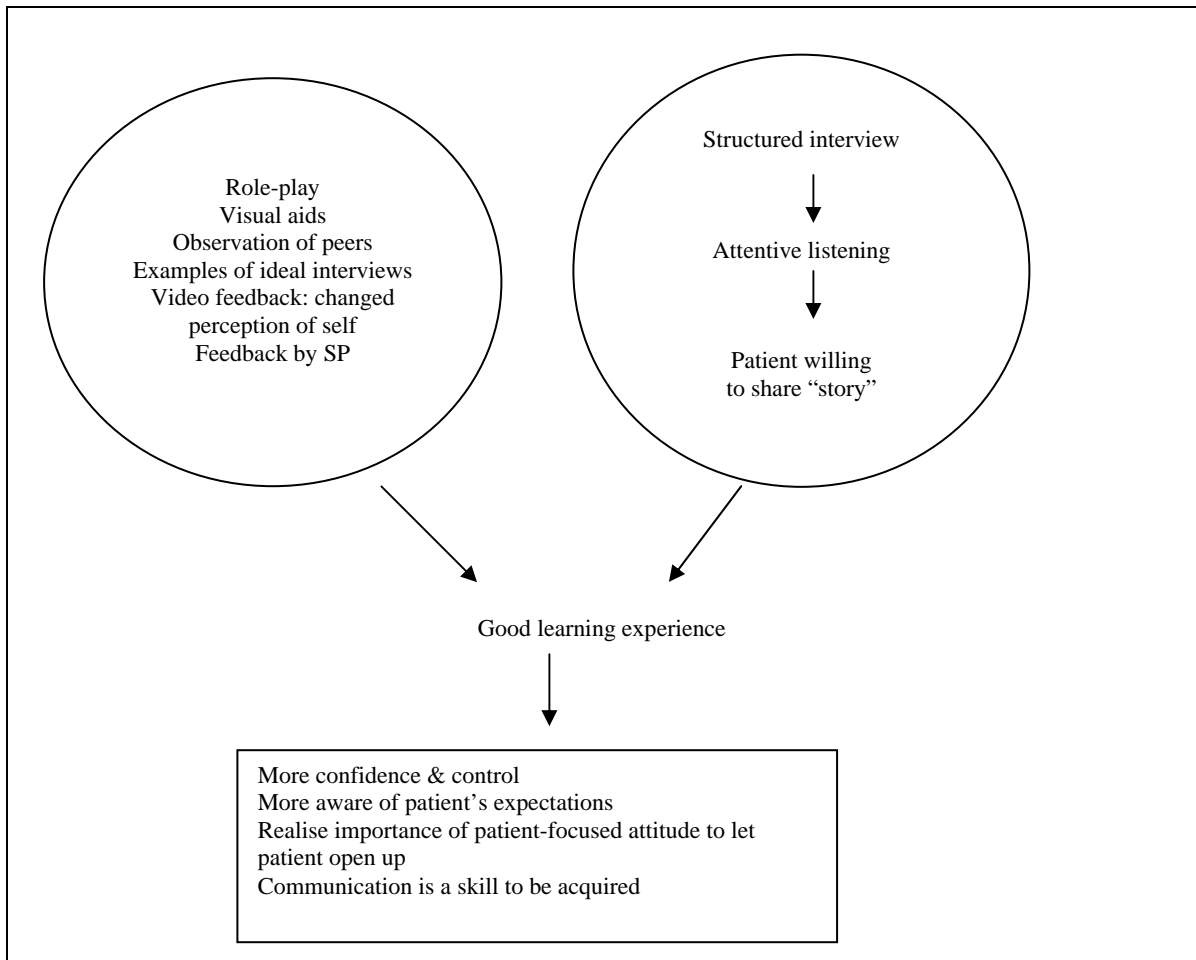 Role-play
Visual aids
Observation of peers
Examples of ideal interviews
Video feedback: changed
perception of self
Feedback by SP
Structured interview
Attentive listening
Patient willing
to share “story”
Good learning experience
More confidence & control
More aware of patient’s expectations
Realise importance of patient-focused attitude to let
patient open up
Communication is a skill to be acquired